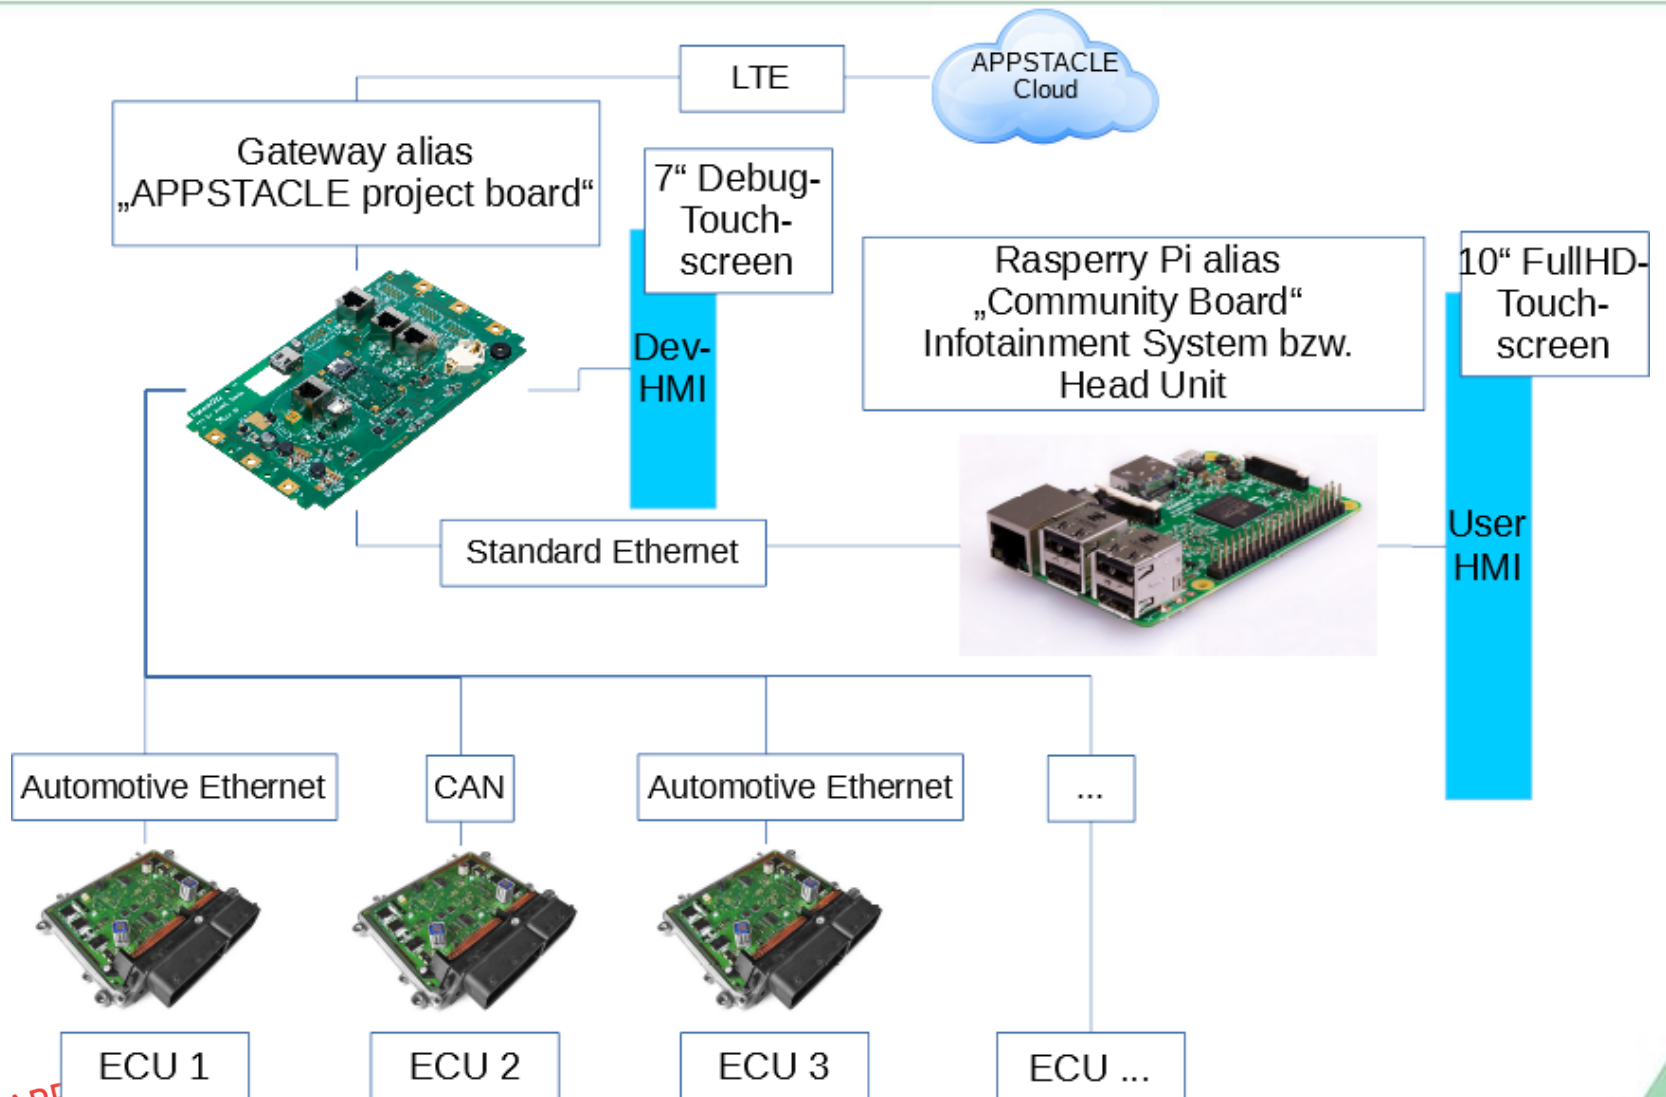 LTE
APPSTACLE
Cloud
Gateway alias
„APPSTACLE project board“
7“ Debug-
Touch-
screen
Dev-
HMI
Rasperry Pi alias
„Community Board“
Infotainment System bzw.
Head Unit
10“ FullHD-
Touch-
screen
User
HMI
Standard Ethernet
Automotive Ethernet
CAN
Automotive Ethernet
...
ECU 1
ECU 2
ECU 3
ECU ...